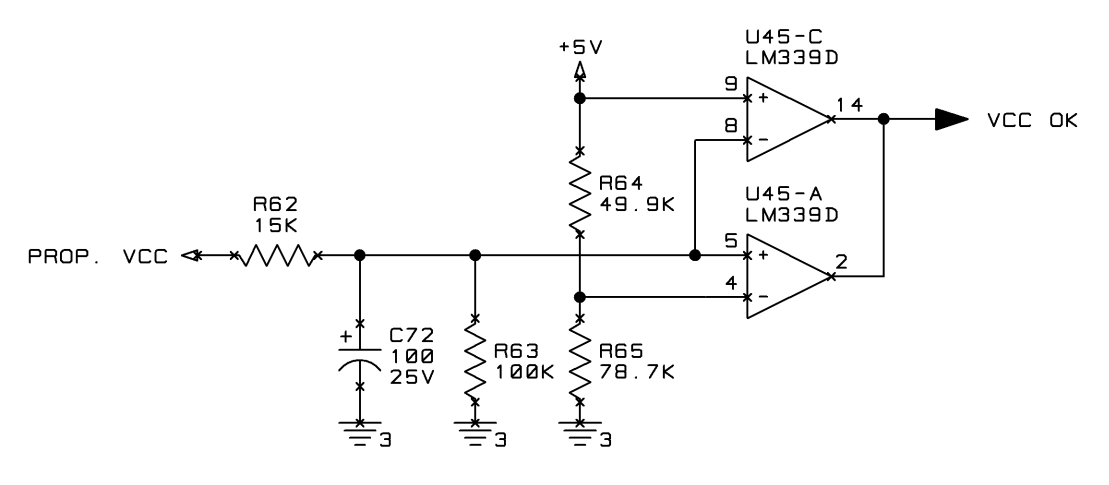 U45-C
LM339D
+5V
9
+
14
8
-
VCC OK
R64
49.9K
U45-A
LM339D
R62
15K
PROP. VCC
5
+
2
4
-
+
C72
100
25V
R63
100K
R65
78.7K
3
3
3